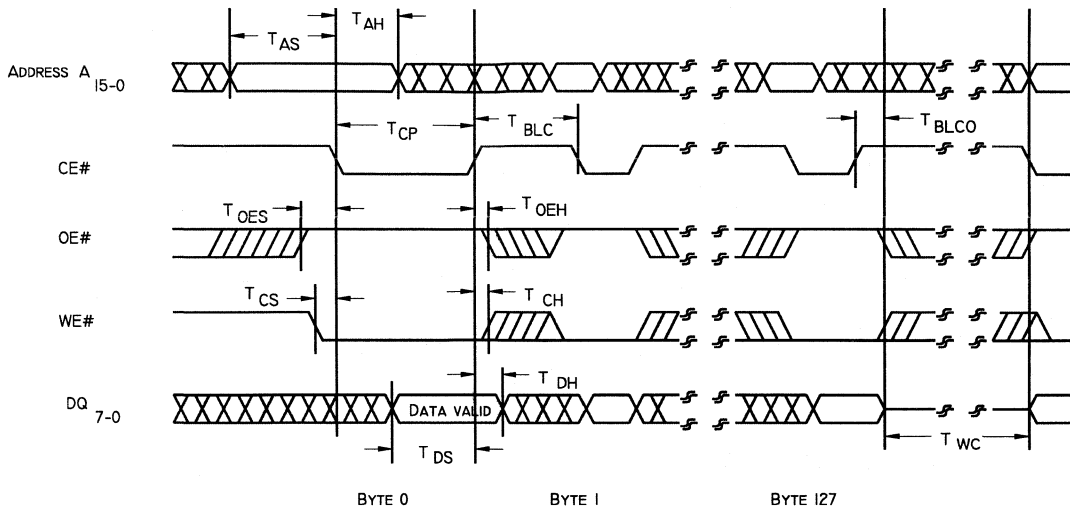 T AS
T AH
ADDRESS A 15-0
T CP
T BLC
T BLCO
CE#
T OES
T OEH
OE#
T CS
T CH
WE#
T DH
DQ 7-0
DATA VALID
T DS
T WC
BYTE 0
BYTE 1
BYTE 127